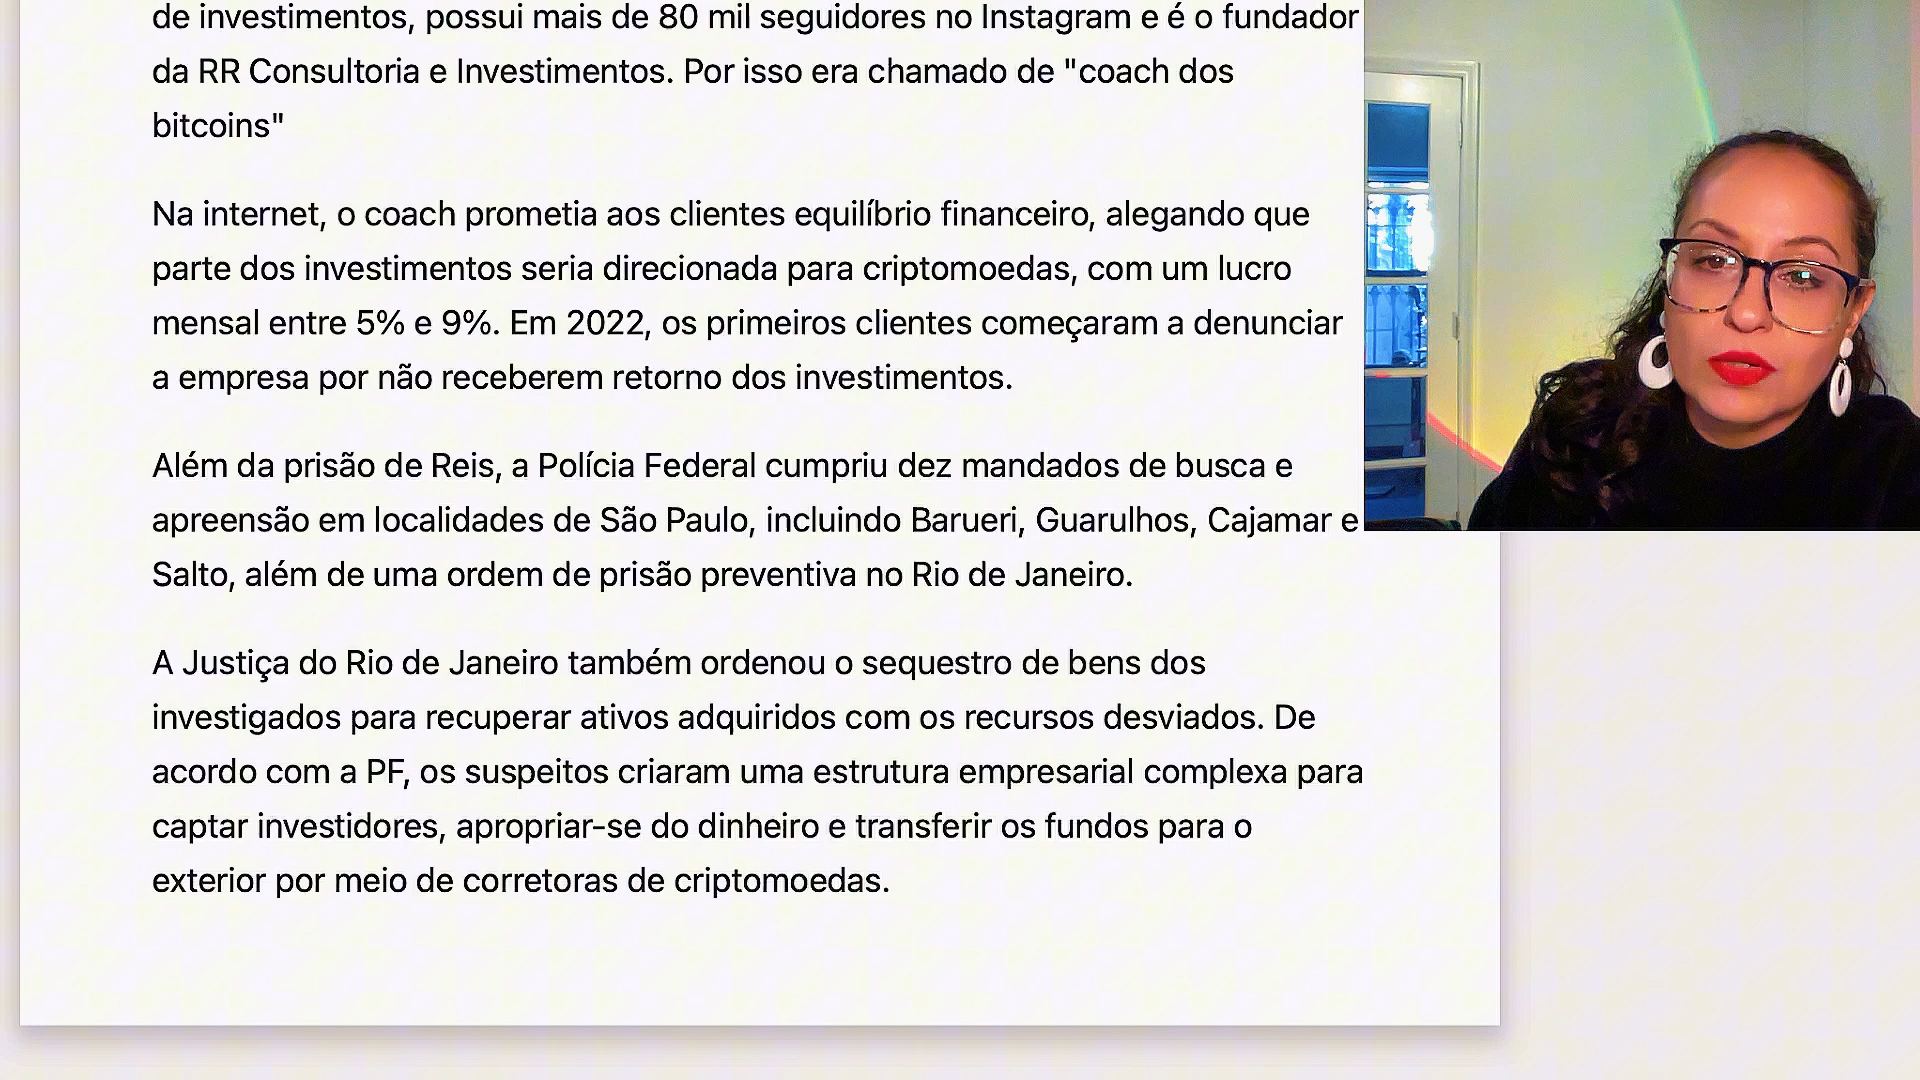 de investimentos, possui mais de 80 mil seguidores no Instagram e é o fundador
da RR Consultoria e Investimentos. Por isso era chamado de "coach dos
bitcoins"
Na internet, o coach prometia aos clientes equilíbrio financeiro, alegando que
parte dos investimentos seria direcionada para criptomoedas, com um lucro
mensal entre 5% e 9%. Em 2022, os primeiros clientes começaram a denunciar
a empresa por não receberem retorno dos investimentos.
Além da prisão de Reis, a Polícia Federal cumpriu dez mandados de busca e
apreensão em localidades de São Paulo, incluindo Barueri, Guarulhos, Cajamar e
Salto, além de uma ordem de prisão preventiva no Rio de Janeiro.
A Justiça do Rio de Janeiro também ordenou o sequestro de bens dos
investigados para recuperar ativos adquiridos com os recursos desviados. De
acordo com a PF, os suspeitos criaram uma estrutura empresarial complexa para
captar investidores, apropriar-se do dinheiro e transferir os fundos para o
exterior por meio de corretoras de criptomoedas.